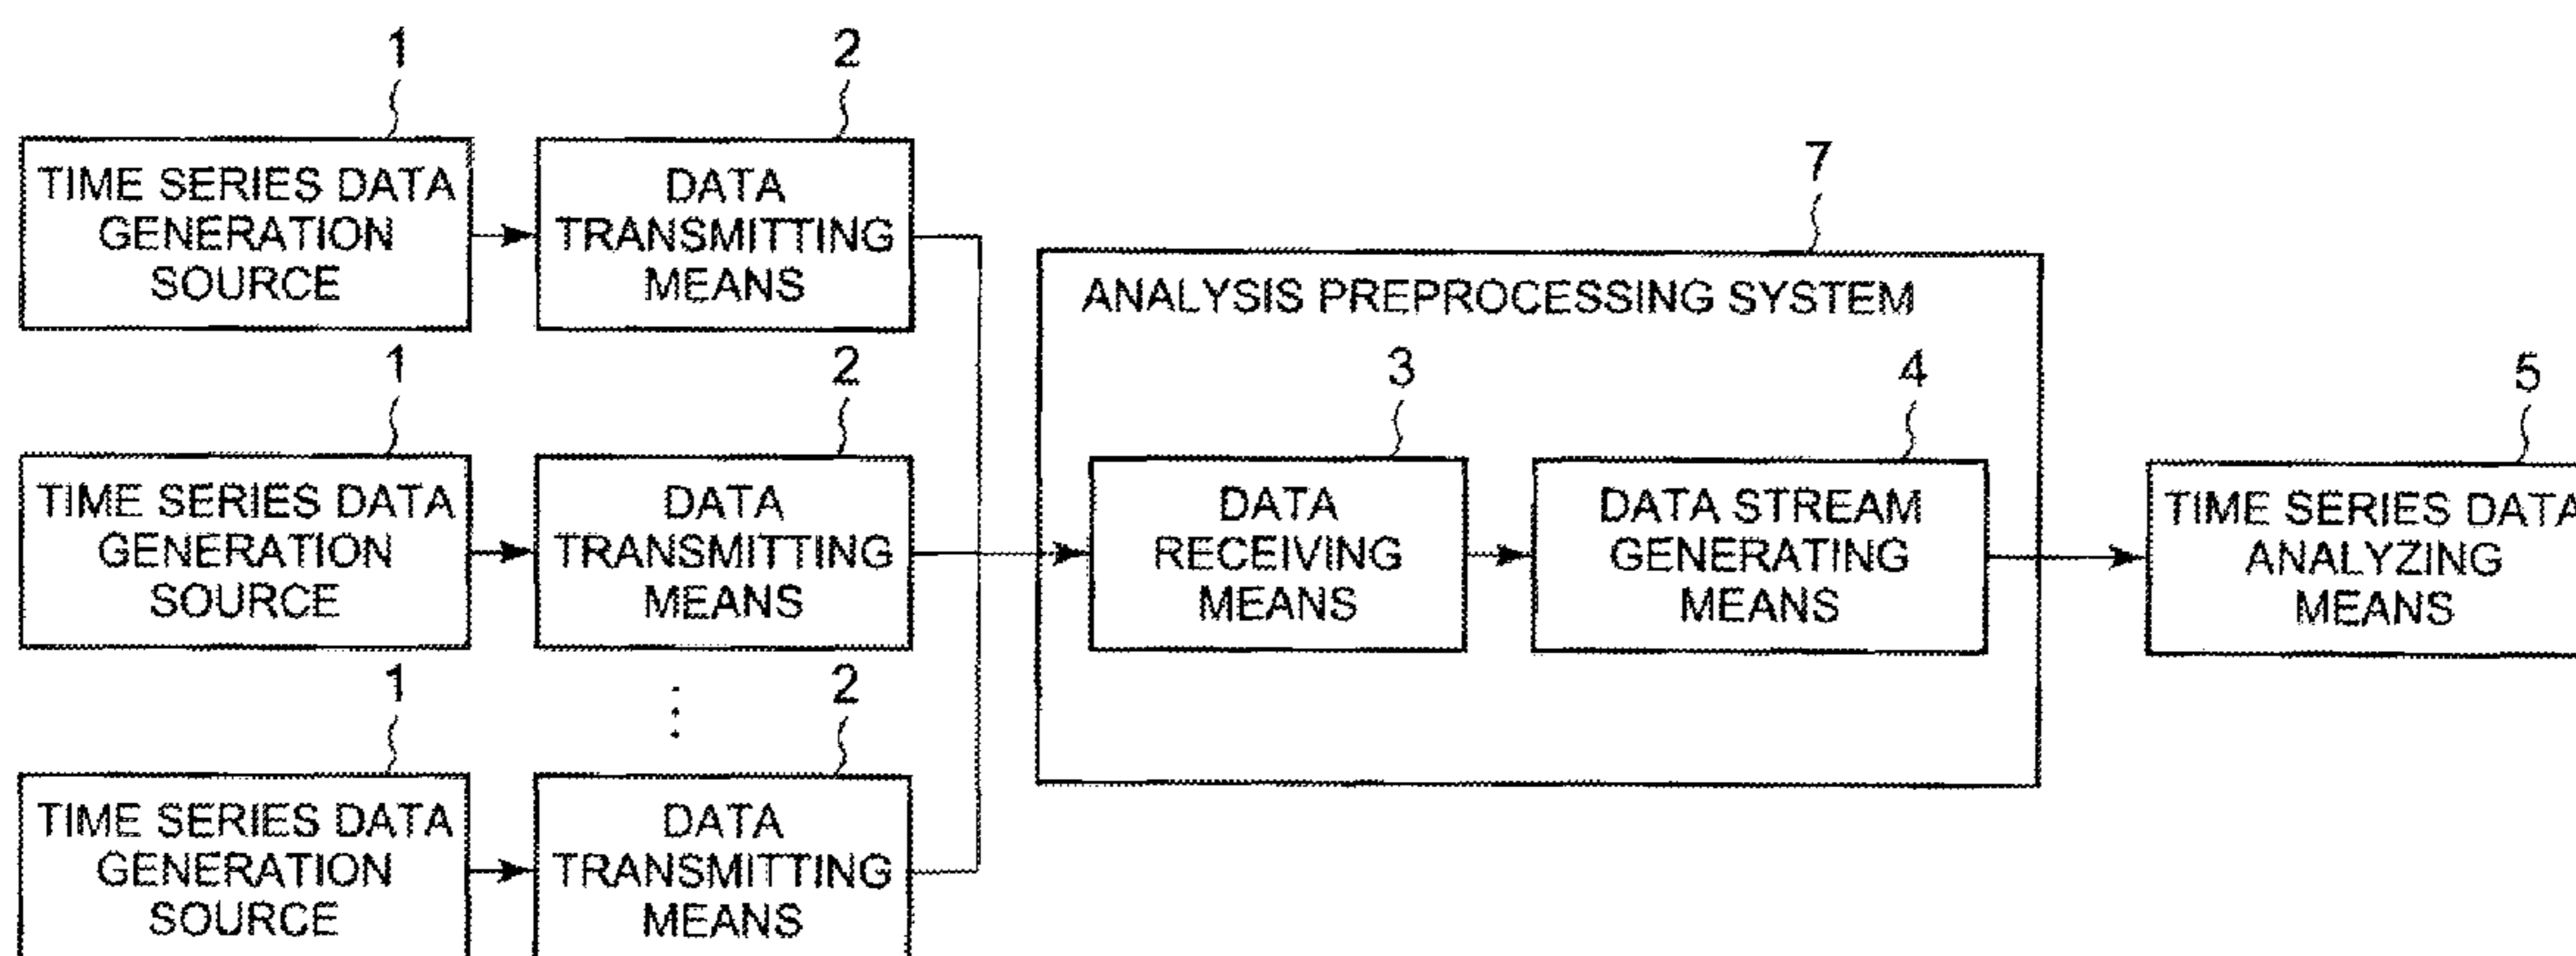 1
2
TIME SERIES DATA
GENERATION
SOURCE
DATA
TRANSMITTING
MEANS
1
2
TIME SERIES DATA
GENERATION
SOURCE
DATA
TRANSMITTING
MEANS
1
2
TIME SERIES DATA
GENERATION
SOURCE
DATA
TRANSMITTING
MEANS
7
ANALYSIS PREPROCESSING SYSTEM
3
DATA
RECEIVING
MEANS
4
DATA STREAM
GENERATING
MEANS
5
TIME SERIES DATA
ANALYZING
MEANS